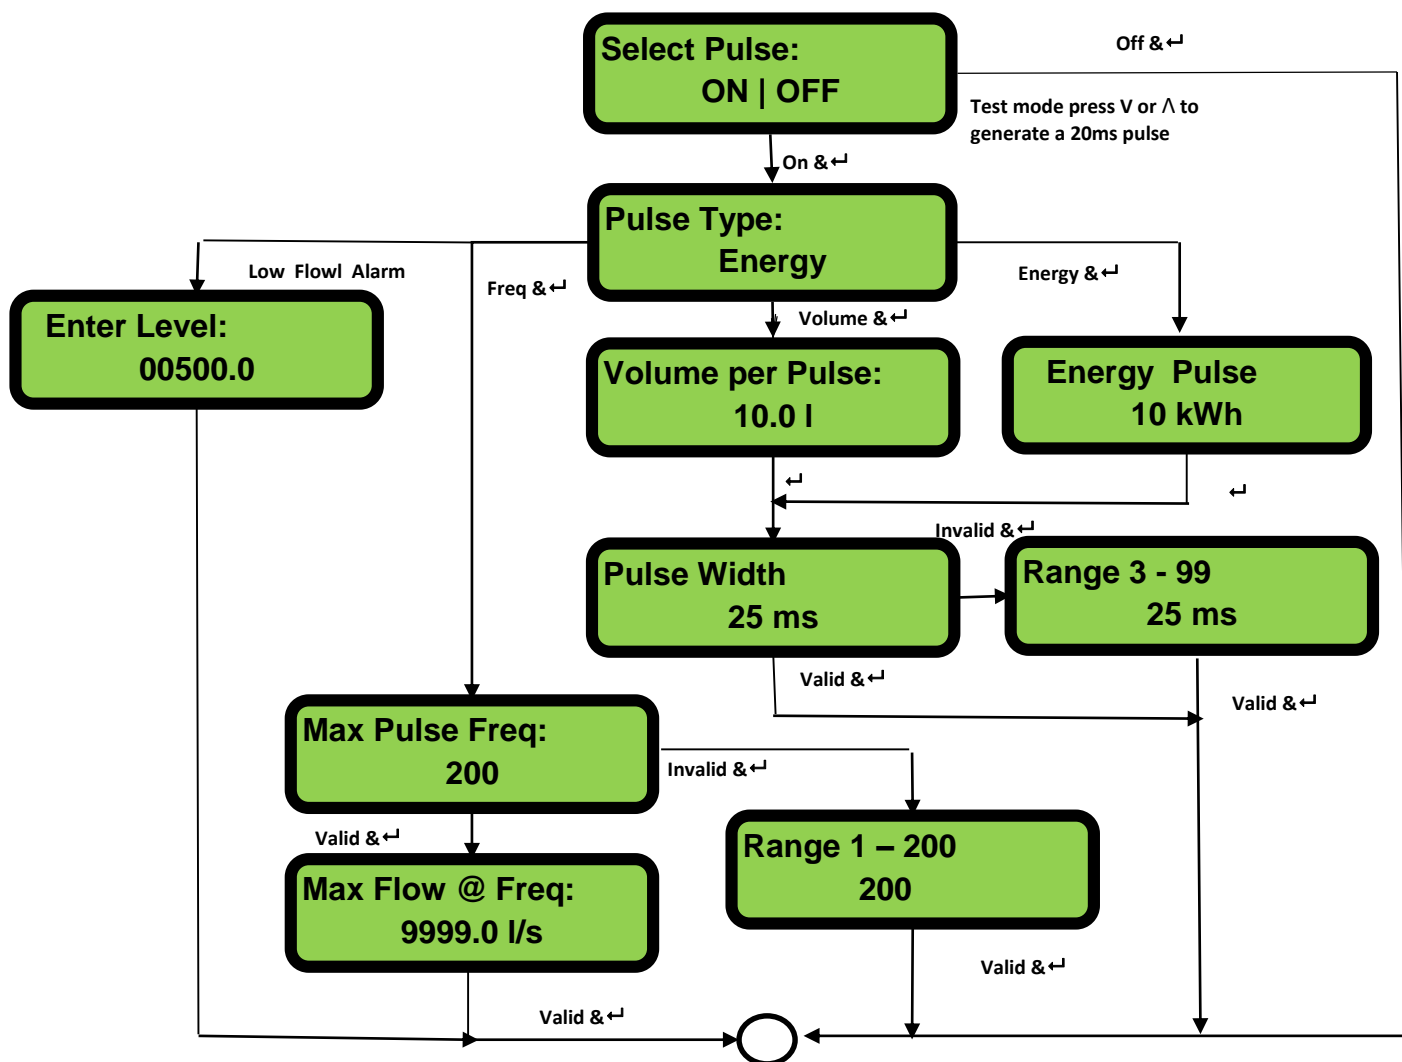 Select Pulse:
ON | OFF
Off & ↵
Test mode press V or Λ to
generate a 20ms pulse
On & ↵
Pulse Type:
Energy
Low Flowl Alarm
Freq & ↵
Energy & ↵
Volume & ↵
Enter Level:
00500.0
Volume per Pulse:
10.0 l
Energy Pulse
10 kWh
↵
↵
Invalid & ↵
Pulse Width
25 ms
Range 3 - 99
25 ms
Valid & ↵
Valid & ↵
Max Pulse Freq:
200
Invalid & ↵
Valid & ↵
Range 1 – 200
200
Max Flow @ Freq:
9999.0 l/s
Valid & ↵
Valid & ↵